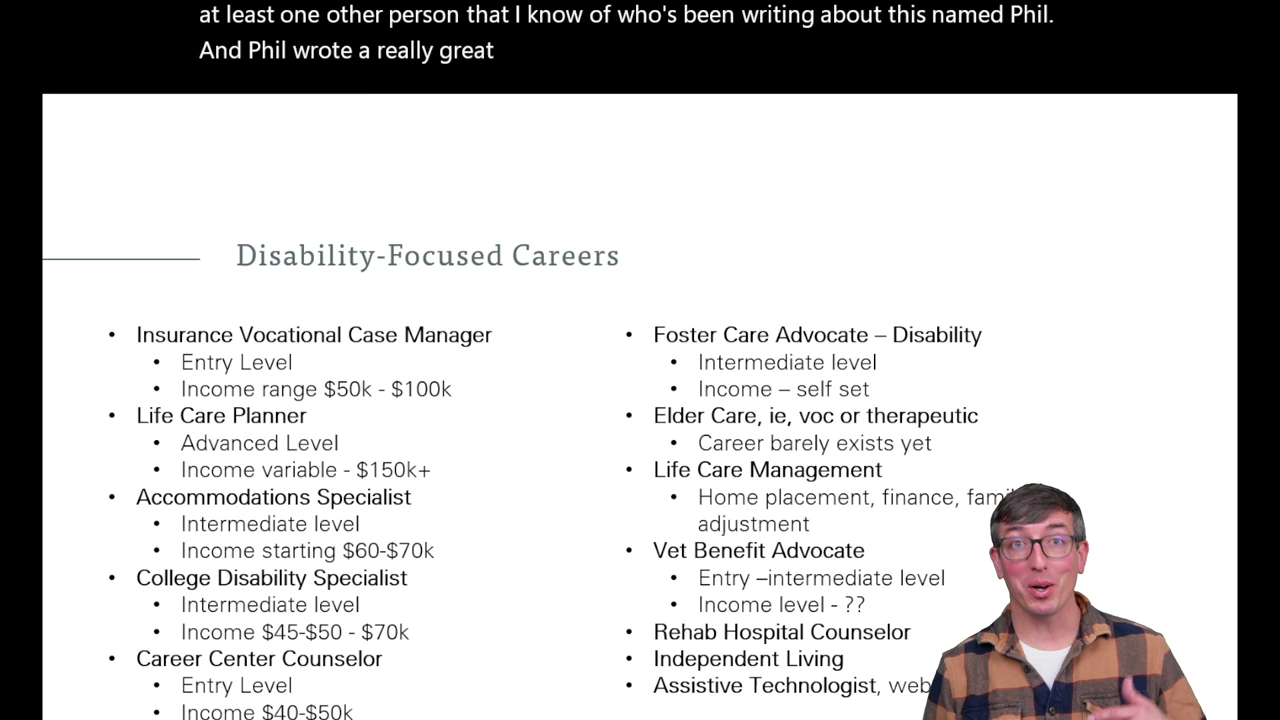 at least one other person that I know of who's been writing about this named Phil.
And Phil wrote a really great
Disability-Focused Careers
• Insurance Vocational Case Manager
• Entry Level
• Income range $50k - $100k
• Life Care Planner
• Advanced Level
• Income variable - $150k+
• Accommodations Specialist
• Intermediate level
• Income starting $60-$70k
• College Disability Specialist
• Intermediate level
• Income $45-$50 - $70k
• Career Center Counselor
• Entry Level
• Income $40-$50k
• Foster Care Advocate – Disability
• Intermediate level
• Income – self set
• Elder Care, ie, voc or therapeutic
• Career barely exists yet
• Life Care Management
• Home placement, finance,
adjustment
• Vet Benefit Advocate
• Entry –intermediate level
• Income level - ??
• Rehab Hospital Counselor
• Independent Living
• Assistive Technologist, web